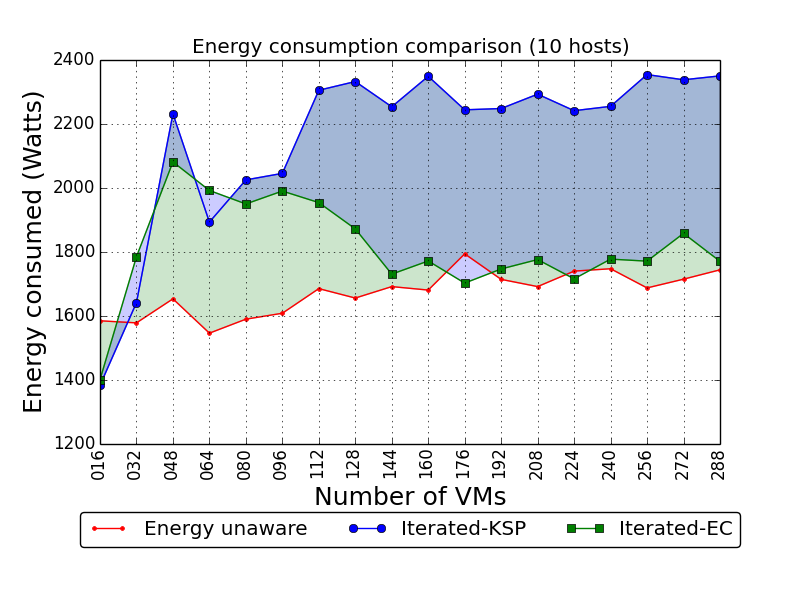 Energy consumption comparison (10 hosts)
2400
2200
2000
1800
1600
1400
1200
Energy consumed (Watts)
016 032 048 064 080 096 112 128 144 160 176 192 208 224 240 256 272 288
Number of VMs
Energy unaware Iterated-KSP Iterated-EC